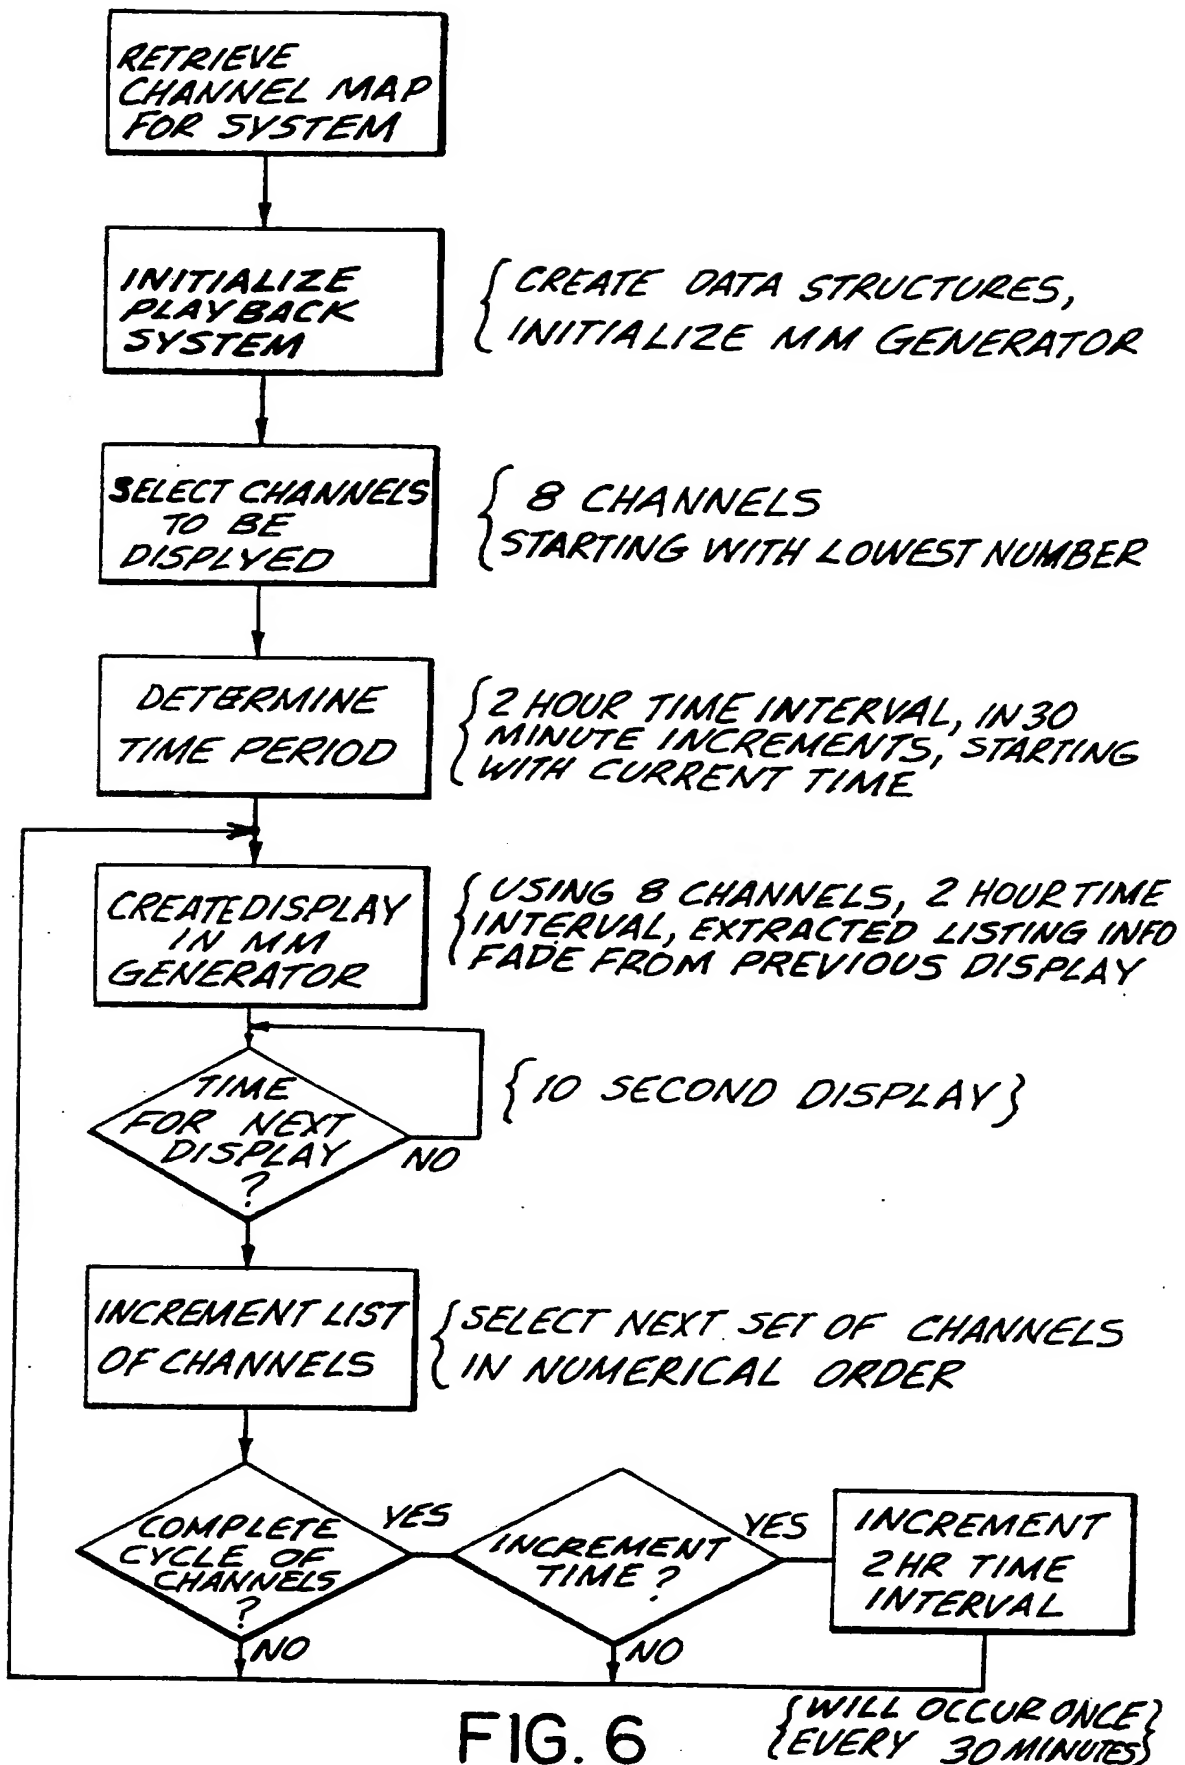 RETRIEVE
CHANNEL MAP
FOR SYSTEM
INITIALIZE
PLAYBACK
SYSTEM
{ CREATE DATA STRUCTURES,
INITIALIZE MM GENERATOR
SELECT CHANNELS
TO BE
DISPLYED
{ 8 CHANNELS
STARTING WITH LOWEST NUMBER
DETERMINE
TIME PERIOD
{ 2 HOUR TIME INTERVAL, IN 30
MINUTE INCREMENTS, STARTING
WITH CURRENT TIME
CREATE DISPLAY
IN MM
GENERATOR
{ USING 8 CHANNELS, 2 HOUR TIME
INTERVAL, EXTRACTED LISTING INFO
FADE FROM PREVIOUS DISPLAY
TIME
FOR NEXT
DISPLAY
?
NO
{ 10 SECOND DISPLAY }
INCREMENT LIST
OF CHANNELS
{ SELECT NEXT SET OF CHANNELS
IN NUMERICAL ORDER
COMPLETE
CYCLE OF
CHANNELS
?
YES
NO
INCREMENT
TIME ?
YES
NO
INCREMENT
2 HR TIME
INTERVAL
{ WILL OCCUR ONCE }
EVERY 30 MINUTES
FIG. 6